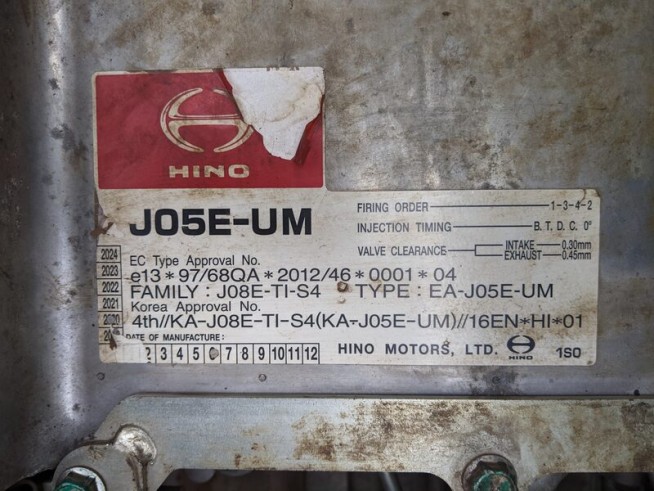 HINO
J05E-UM
FIRING ORDER 1-3-4-2
INJECTION TIMING B. T. D. C. 0°
VALVE CLEARANCE INTAKE 0.30mm
EXHAUST 0.45mm
2024
2023
2022
2021
EC Type Approval No.
e13*97/68QA*2012/46*0001*04
FAMILY : J08E-TI-S4 TYPE : EA-J05E-UM
Korea Approval No.
4th//KA-J08E-TI-S4(KA-J05E-UM)//16EN*HI*01
DATE OF MANUFACTURE :
2 3 4 5 7 8 9 10 11 12
HINO MOTORS, LTD. HINO 1S0